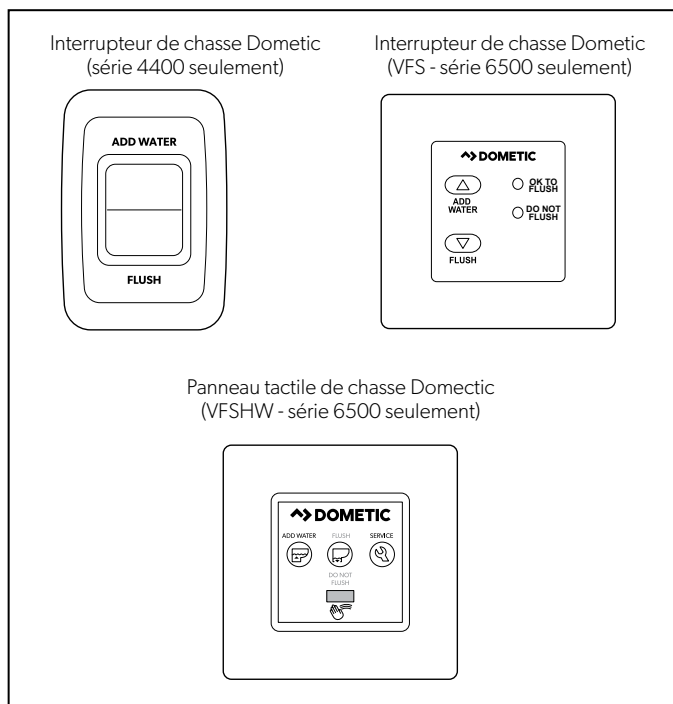 Interrupteur de chasse Dometic
(série 4400 seulement)
ADD WATER
FLUSH
Interrupteur de chasse Dometic
(VFS - série 6500 seulement)
DOMETIC
ADD
WATER
FLUSH
OK TO
FLUSH
DO NOT
FLUSH
Panneau tactile de chasse Domectic
(VFSHW - série 6500 seulement)
DOMETIC
ADD WATER FLUSH SERVICE
DO NOT
FLUSH